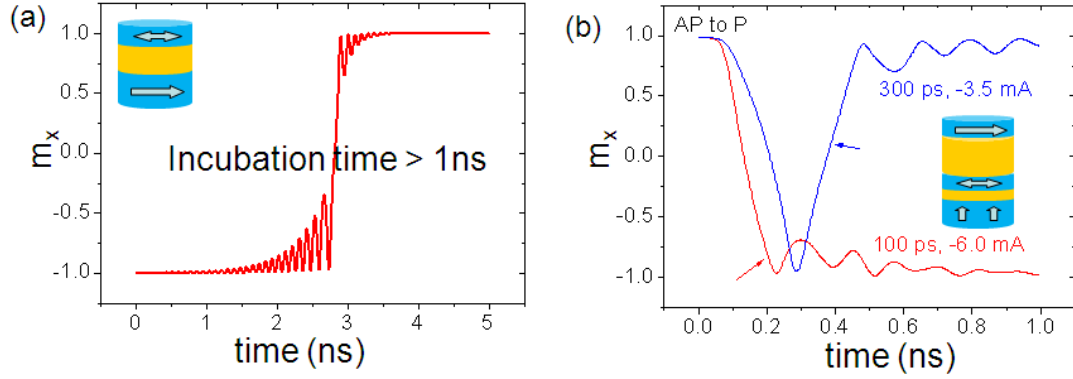 (a)
1.0
0.5
0.0
-0.5
-1.0
mx
Incubation time > 1ns
0 1 2 3 4 5
time (ns)
(b)
AP to P
1.0
0.5
0.0
-0.5
-1.0
mx
300 ps, -3.5 mA
100 ps, -6.0 mA
0.0 0.2 0.4 0.6 0.8 1.0
time (ns)